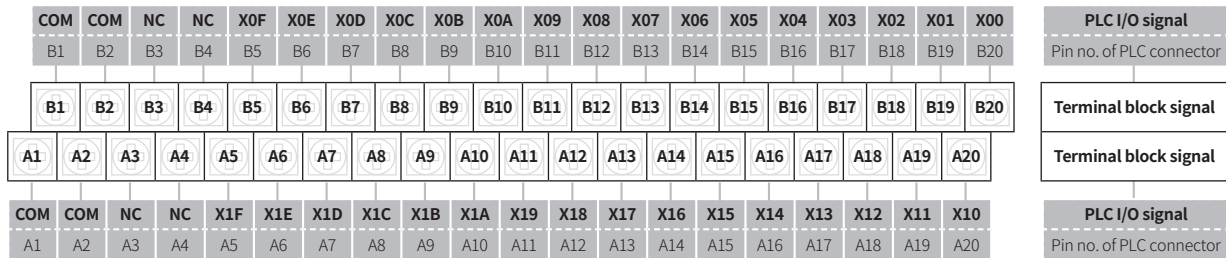 COM COM NC NC X0F X0E X0D X0C X0B X0A X09 X08 X07 X06 X05 X04 X03 X02 X01 X00 PLC I/O signal
B1 B2 B3 B4 B5 B6 B7 B8 B9 B10 B11 B12 B13 B14 B15 B16 B17 B18 B19 B20 Pin no. of PLC connector
B1 B2 B3 B4 B5 B6 B7 B8 B9 B10 B11 B12 B13 B14 B15 B16 B17 B18 B19 B20 Terminal block signal
A1 A2 A3 A4 A5 A6 A7 A8 A9 A10 A11 A12 A13 A14 A15 A16 A17 A18 A19 A20 Terminal block signal
COM COM NC NC X1F X1E X1D X1C X1B X1A X19 X18 X17 X16 X15 X14 X13 X12 X11 X10 PLC I/O signal
A1 A2 A3 A4 A5 A6 A7 A8 A9 A10 A11 A12 A13 A14 A15 A16 A17 A18 A19 A20 Pin no. of PLC connector